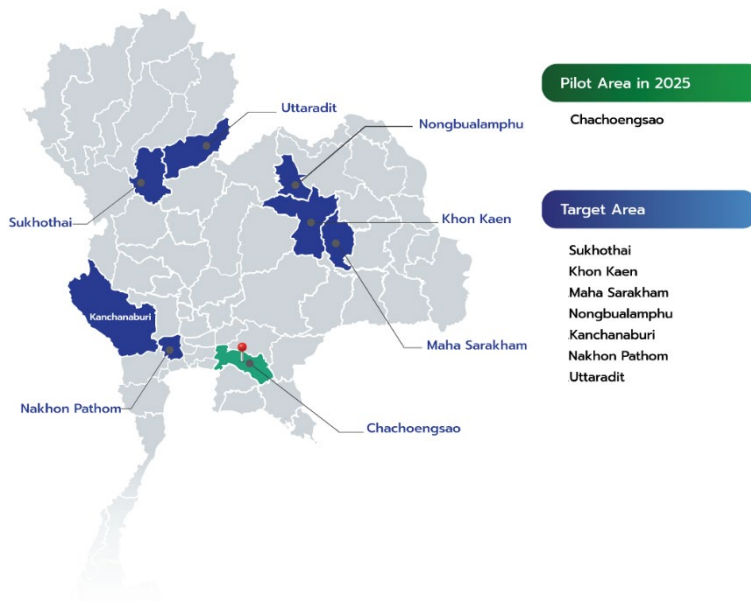 Uttaradit
Nongbualamphu
Sukhothai
Khon Kaen
Kanchanaburi
Maha Sarakham
Nakhon Pathom
Chachoengsao
Pilot Area in 2025
Chachoengsao
Target Area
Sukhothai
Khon Kaen
Maha Sarakham
Nongbualamphu
Kanchanaburi
Nakhon Pathom
Uttaradit